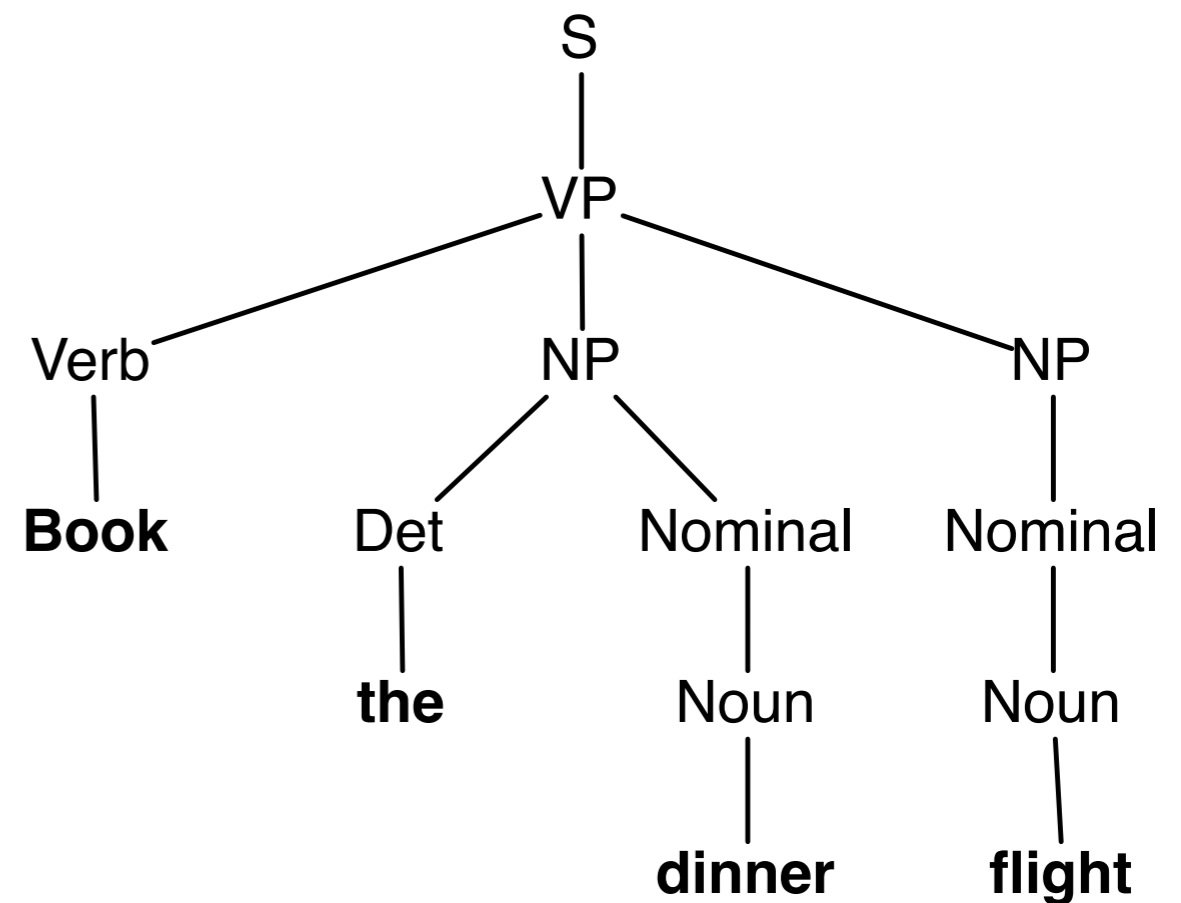 S
VP
Verb NP NP
Book Det Nominal Nominal
the Noun Noun
dinner flight